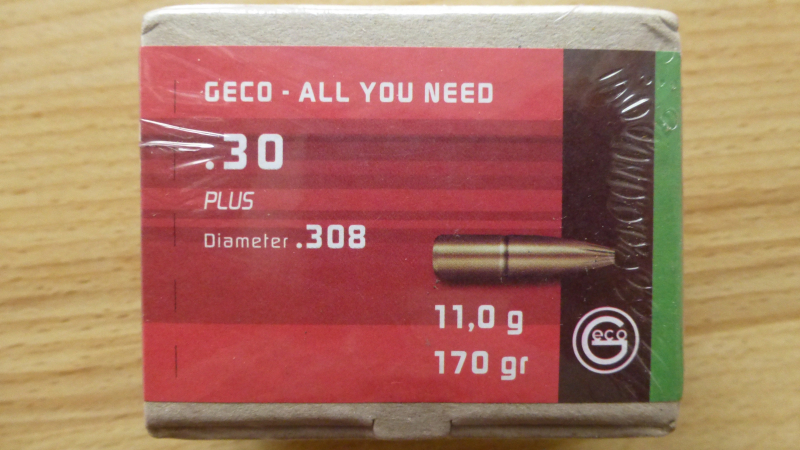 GECO - ALL YOU NEED
.30
PLUS
Diameter .308
11,0 g
170 gr
Geco